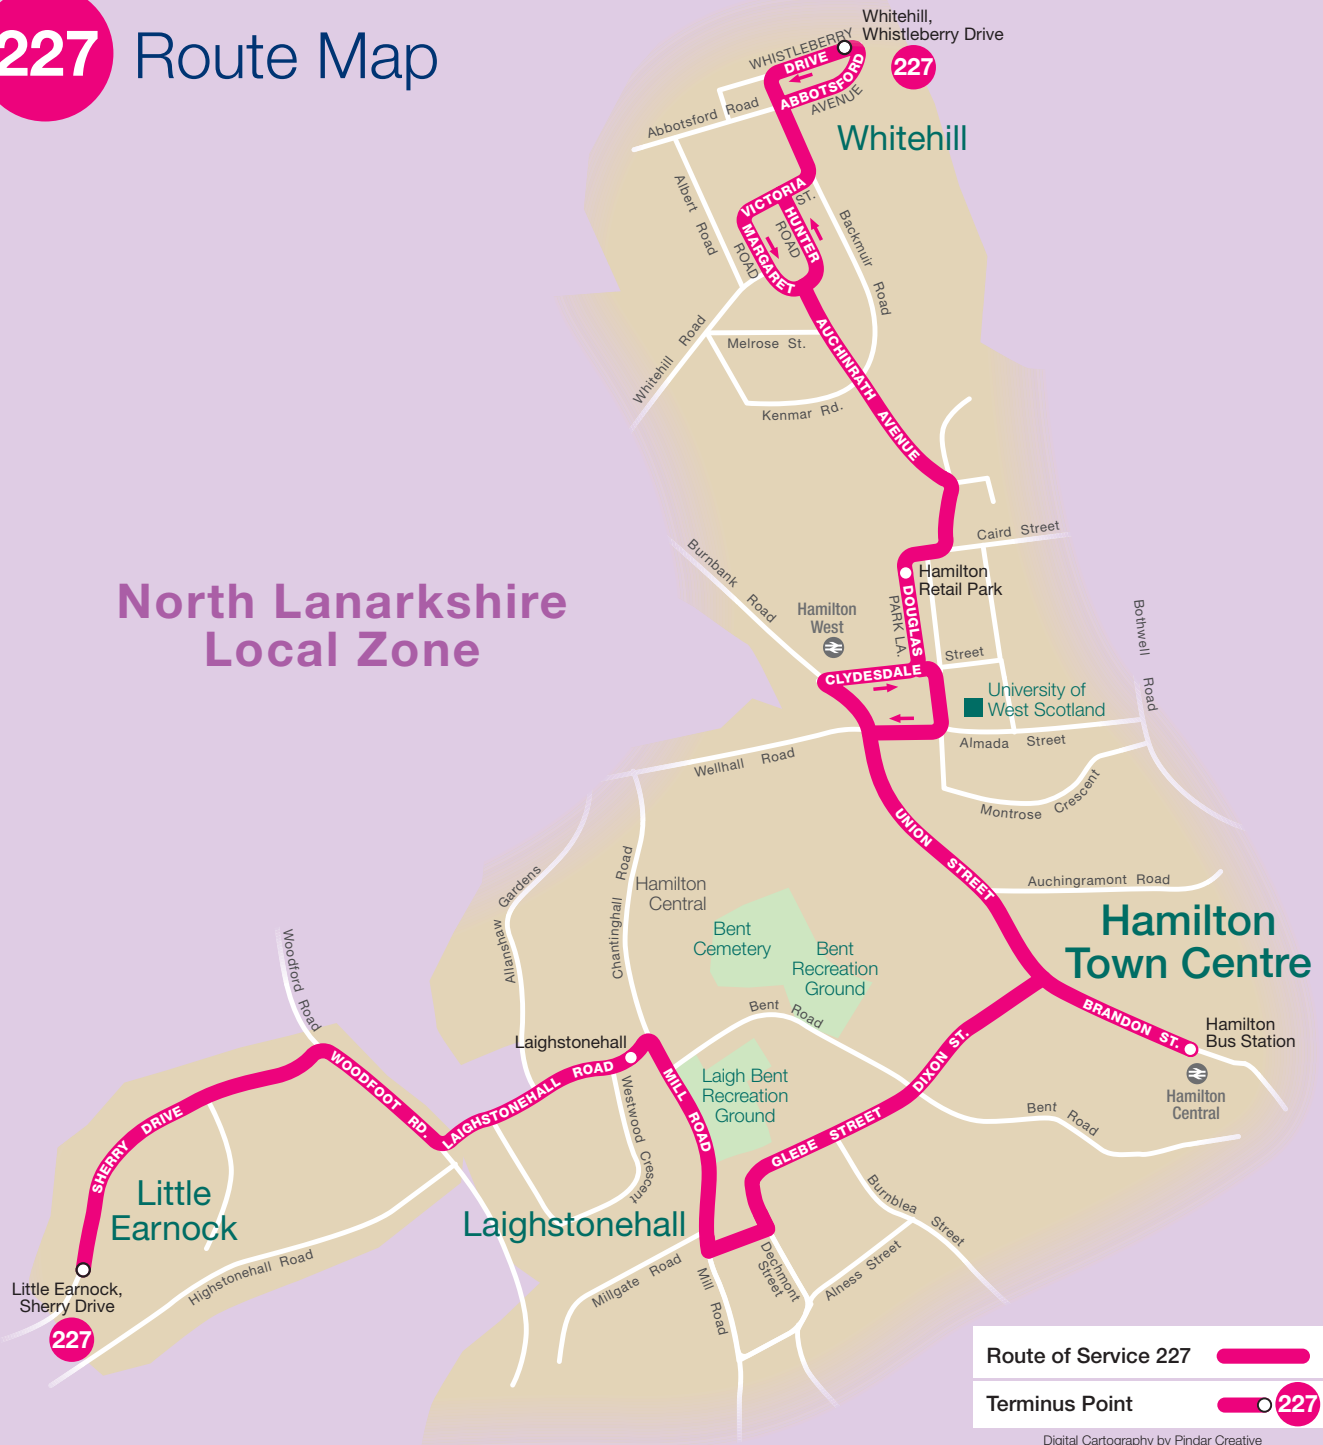 227 Route Map
Whitehill,
Whistleberry Drive
227
WHISTLEBERRY
DRIVE
ABBOTSFORD
AVENUE
Abbotsford Road
Whitehill
Albert Road
VICTORIA
ST.
HUNTER
ROAD
MARGARET
ROAD
Backmuir Road
Whitehill Road
Melrose St.
Kenmar Rd.
AUCHINRATH AVENUE
Caird Street
Hamilton
Retail Park
DOUGLAS
PARK LA.
Burnbank Road
Hamilton
West
North Lanarkshire
Local Zone
CLYDESDALE
Street
University of
West Scotland
Bothwell Road
Almada Street
Wellhall Road
Montrose Crescent
UNION STREET
Auchingramont Road
Hamilton
Town Centre
Allanshaw Gardens
Chantinghall Road
Hamilton
Central
Bent
Cemetery
Bent
Recreation
Ground
Bent Road
Woodford Road
BRANDON ST.
Hamilton
Bus Station
Hamilton
Central
Laighstonehall
LAIGHSTONEHALL ROAD
MILL ROAD
Laigh Bent
Recreation
Ground
DIXON ST.
GLEBE STREET
Bent Road
WOODFOOT RD.
SHERRY DRIVE
Westwood Crescent
Little
Earnock
Laighstonehall
Burnblea Street
Highstonehall Road
Millgate Road
Mill Road
Dechmont
Street
Alness Street
Little Earnock,
Sherry Drive
227
Route of Service 227
Terminus Point
227
Digital Cartography by Pindar Creative